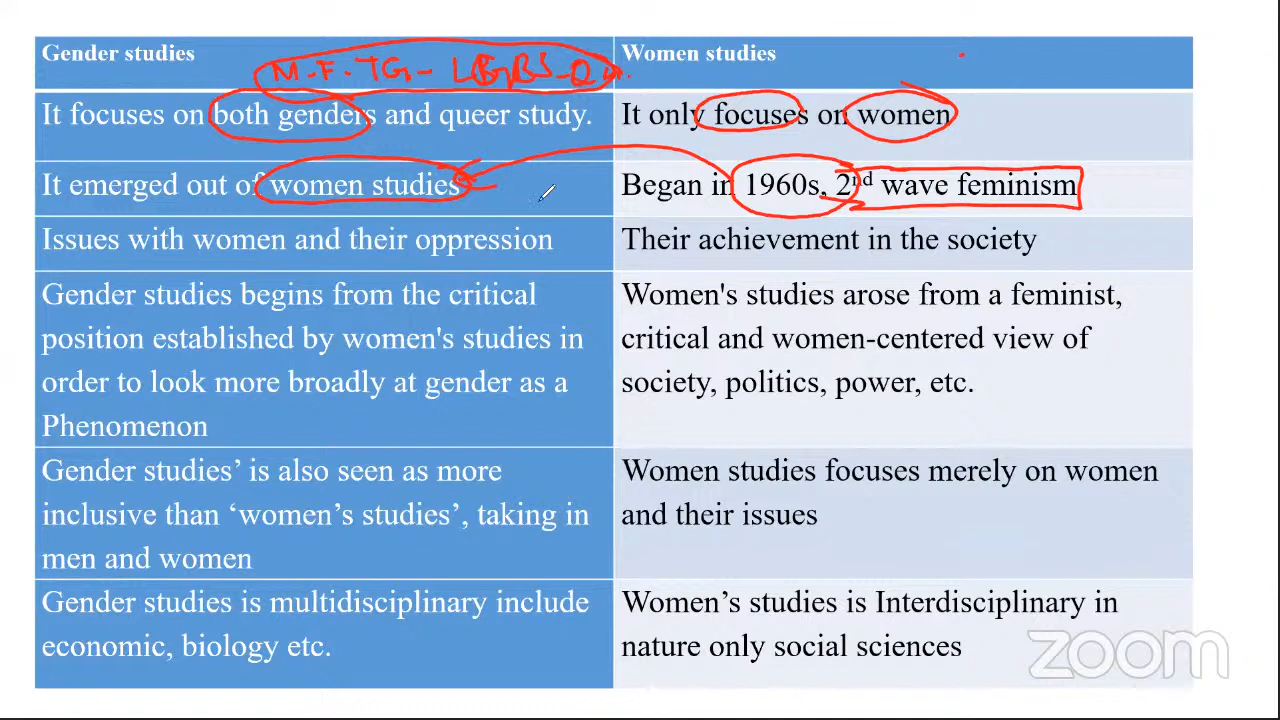 Gender studies
Women studies
M.F.TG-
It focuses on both genders and queer study.
It only focuses on women
It emerged out of women studies
Began in 1960s, 2nd wave feminism
Issues with women and their oppression
Their achievement in the society
Gender studies begins from the critical
position established by women's studies in
order to look more broadly at gender as a
Phenomenon
Women's studies arose from a feminist,
critical and women-centered view of
society, politics, power, etc.
Gender studies’ is also seen as more
inclusive than ‘women’s studies’, taking in
men and women
Women studies focuses merely on women
and their issues
Gender studies is multidisciplinary include
economic, biology etc.
Women’s studies is Interdisciplinary in
nature only social sciences
zoom